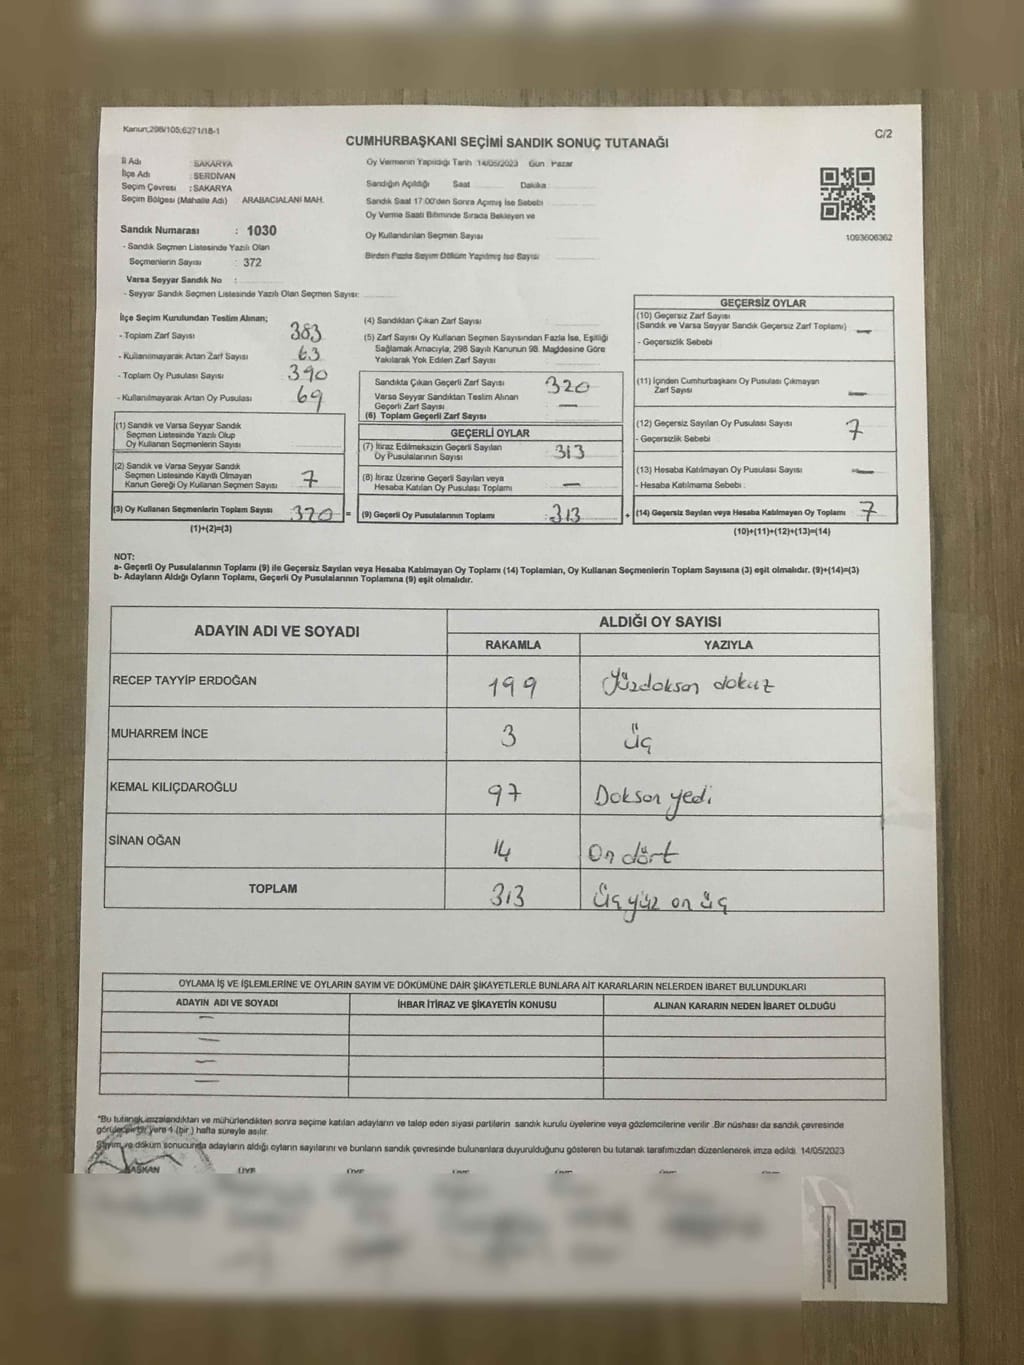 Kanun:298/105;6271/18-1
C/2
CUMHURBAŞKANI SEÇİMİ SANDIK SONUÇ TUTANAĞI
İl Adı : SAKARYA
İlçe Adı : SERDİVAN
Seçim Çevresi : SAKARYA
Seçim Bölgesi (Mahalle Adı) ARABACIALANI MAH.
Sandık Numarası : 1030
- Sandık Seçmen Listesinde Yazılı Olan
Seçmenlerin Sayısı : 372
Varsa Seyyar Sandık No :
- Seyyar Sandık Seçmen Listesinde Yazılı Olan Seçmen Sayısı:
Oy Vermenin Yapıldığı Tarih 14/05/2023 Gün : Pazar
Sandığın Açıldığı Saat Dakika
Sandık Saat 17.00'den Sonra Açılmış İse Sebebi
Oy Verme Saati Bitiminde Sırada Bekleyen ve
Oy Kullandırılan Seçmen Sayısı
Birden Fazla Sayım Döküm Yapılmış İse Sayısı
1093606362
İlçe Seçim Kurulundan Teslim Alınan;
- Toplam Zarf Sayısı 383
- Kullanılmayarak Artan Zarf Sayısı 63
- Toplam Oy Pusulası Sayısı 390
- Kullanılmayarak Artan Oy Pusulası 69
(1) Sandık ve Varsa Seyyar Sandık
Seçmen Listesinde Yazılı Olup
Oy Kullanan Seçmenlerin Sayısı
(2) Sandık ve Varsa Seyyar Sandık
Seçmen Listesinde Kayıtlı Olmayan
Kanun Gereği Oy Kullanan Seçmen Sayısı 7
(3) Oy Kullanan Seçmenlerin Toplam Sayısı 320 =
(1)+(2)=(3)
(4) Sandıktan Çıkan Zarf Sayısı
(5) Zarf Sayısı Oy Kullanan Seçmen Sayısından Fazla İse, Eşitliği
Sağlamak Amacıyla, 298 Sayılı Kanunun 98. Maddesine Göre
Yakılarak Yok Edilen Zarf Sayısı
Sandıkta Çıkan Geçerli Zarf Sayısı 320
Varsa Seyyar Sandıktan Teslim Alınan
Geçerli Zarf Sayısı —
(6) Toplam Geçerli Zarf Sayısı
GEÇERLİ OYLAR
(7) İtiraz Edilmeksizin Geçerli Sayılan
Oy Pusulalarının Sayısı 313
(8) İtiraz Üzerine Geçerli Sayılan veya
Hesaba Katılan Oy Pusulası Toplamı —
(9) Geçerli Oy Pusulalarının Toplamı 313 +
GEÇERSİZ OYLAR
(10) Geçersiz Zarf Sayısı
(Sandık ve Varsa Seyyar Sandık Geçersiz Zarf Toplamı) —
- Geçersizlik Sebebi
(11) İçinden Cumhurbaşkanı Oy Pusulası Çıkmayan
Zarf Sayısı —
(12) Geçersiz Sayılan Oy Pusulası Sayısı 7
- Geçersizlik Sebebi
(13) Hesaba Katılmayan Oy Pusulası Sayısı —
- Hesaba Katılmama Sebebi :
(14) Geçersiz Sayılan veya Hesaba Katılmayan Oy Toplamı 7
(10)+(11)+(12)+(13)=(14)
NOT:
a- Geçerli Oy Pusulalarının Toplamı (9) ile Geçersiz Sayılan veya Hesaba Katılmayan Oy Toplamı (14) Toplamları, Oy Kullanan Seçmenlerin Toplam Sayısına (3) eşit olmalıdır. (9)+(14)=(3)
b- Adayların Aldığı Oyların Toplamı, Geçerli Oy Pusulalarının Toplamına (9) eşit olmalıdır.
ADAYIN ADI VE SOYADI ALDIĞI OY SAYISI
RAKAMLA YAZIYLA
RECEP TAYYİP ERDOĞAN 199 Yüzdoksan dokuz
MUHARREM İNCE 3 Üç
KEMAL KILIÇDAROĞLU 97 Doksan yedi
SİNAN OĞAN 14 On dört
TOPLAM 313 Üç yüz on üç
OYLAMA İŞ VE İŞLEMLERİNE VE OYLARIN SAYIM VE DÖKÜMÜNE DAİR ŞİKAYETLERLE BUNLARA AİT KARARLARIN NELERDEN İBARET BULUNDUKLARI
ADAYIN ADI VE SOYADI İHBAR İTİRAZ VE ŞİKAYETİN KONUSU ALINAN KARARIN NEDEN İBARET OLDUĞU
—
—
—
—
*Bu tutanak imzalandıktan ve mühürlendikten sonra seçime katılan adayların ve talep eden siyasi partilerin sandık kurulu üyelerine veya gözlemcilerine verilir .Bir nüshası da sandık çevresinde
görülecek bir yere 1 (bir ) hafta süreyle asılır.
Sayım ve döküm sonucunda adayların aldığı oyların sayılarını ve bunların sandık çevresinde bulunanlara duyurulduğunu gösteren bu tutanak tarafımızdan düzenlenerek imza edildi. 14/05/2023
BAŞKAN ÜYE ÜYE ÜYE ÜYE